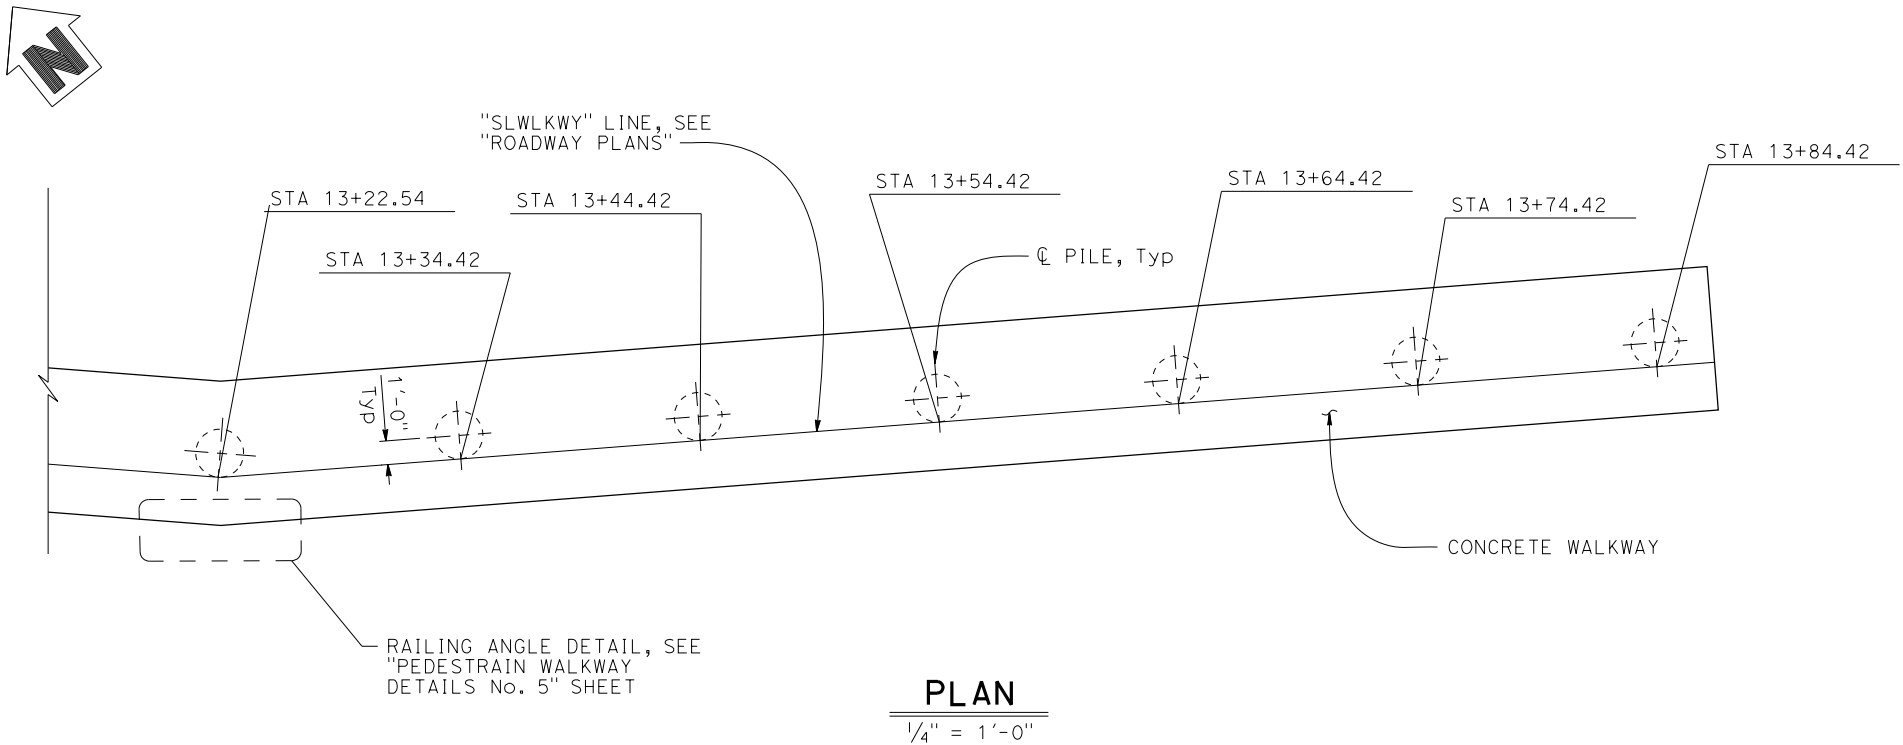 N
"SLWLKWY" LINE, SEE
"ROADWAY PLANS"
STA 13+84.42
STA 13+54.42
STA 13+64.42
STA 13+22.54
STA 13+44.42
STA 13+74.42
STA 13+34.42
℄ PILE, Typ
1'-0"
Typ
CONCRETE WALKWAY
RAILING ANGLE DETAIL, SEE
"PEDESTRAIN WALKWAY
DETAILS No. 5" SHEET
PLAN
1/4" = 1'-0"